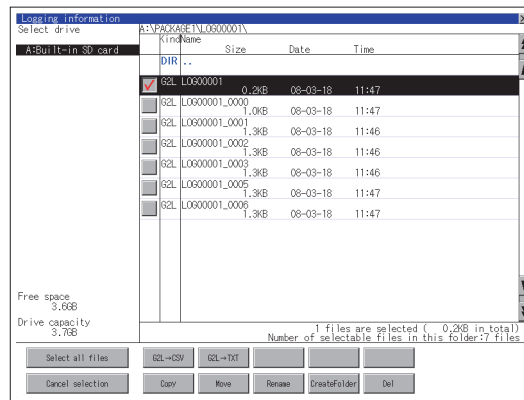 Logging information
Select drive
A:\PACKAGE1\LOG00001\
A:Built-in SD card
Kind Name
Size Date Time
DIR ..
G2L LOG00001
0.2KB 08-03-18 11:47
G2L LOG00001_0000
1.0KB 08-03-18 11:47
G2L LOG00001_0001
1.3KB 08-03-18 11:46
G2L LOG00001_0002
1.3KB 08-03-18 11:46
G2L LOG00001_0003
1.3KB 08-03-18 11:46
G2L LOG00001_0005
1.3KB 08-03-18 11:47
G2L LOG00001_0006
1.3KB 08-03-18 11:47
Free space
3.6GB
Drive capacity
3.7GB
1 files are selected ( 0.2KB in total)
Number of selectable files in this folder:7 files
Select all files G2L→CSV G2L→TXT
Cancel selection Copy Move Rename CreateFolder Del